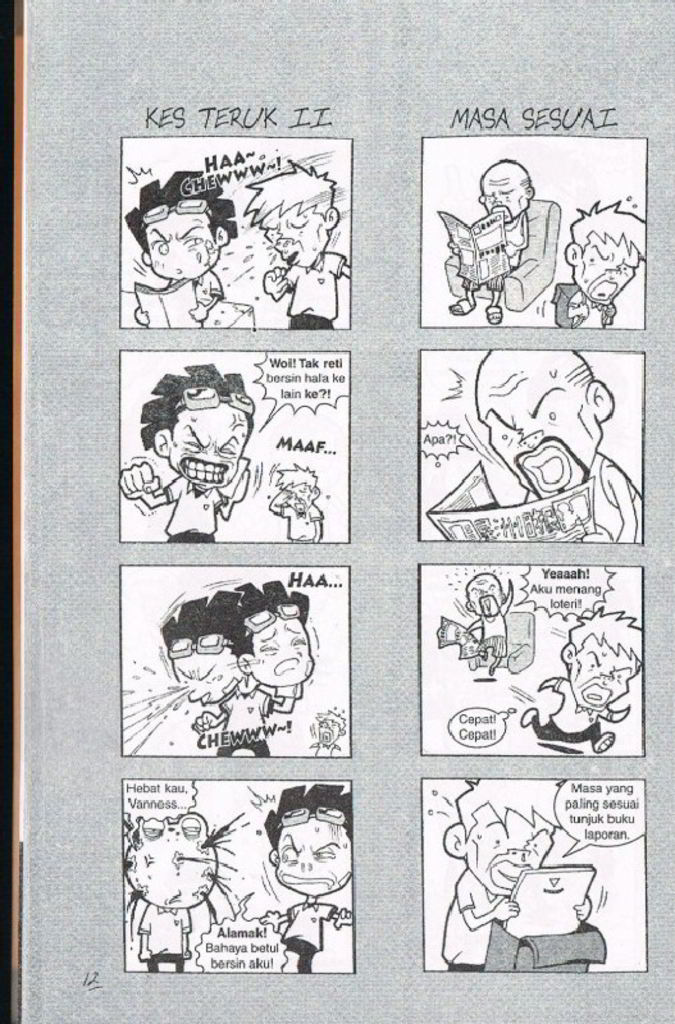 KES TERUK II
HAA~
CHEWWW~!
Woi! Tak reti
bersin hala ke
lain ke?!
MAAF...
HAA...
CHEWWW~!
Hebat kau,
Vanness...
Alamak!
Bahaya betul
bersin aku!
MASA SESUAI
Apa?!
Yeaaah!
Aku menang
loteri!!
Cepat!
Cepat!
Masa yang
paling sesuai
tunjuk buku
laporan.
12